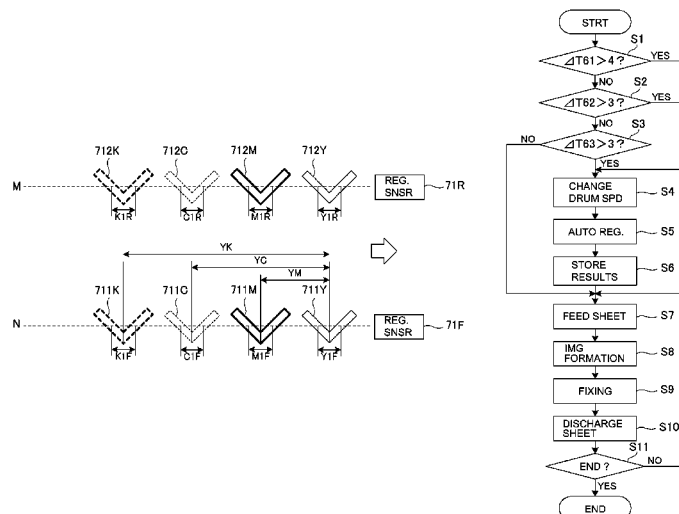 712K 712C 712M 712Y
M
REG. SNSR
71R
K1R C1R M1R Y1R
YK
YC
YM
711K 711C 711M 711Y
N
REG. SNSR
71F
K1F C1F M1F Y1F
STRT
S1
⊿T61>4 ?
YES
NO
S2
⊿T62>3 ?
YES
NO
S3
NO
⊿T63>3 ?
YES
CHANGE DRUM SPD
S4
AUTO REG.
S5
STORE RESULTS
S6
FEED SHEET
S7
IMG FORMATION
S8
FIXING
S9
DISCHARGE SHEET
S10
S11
END ?
NO
YES
END